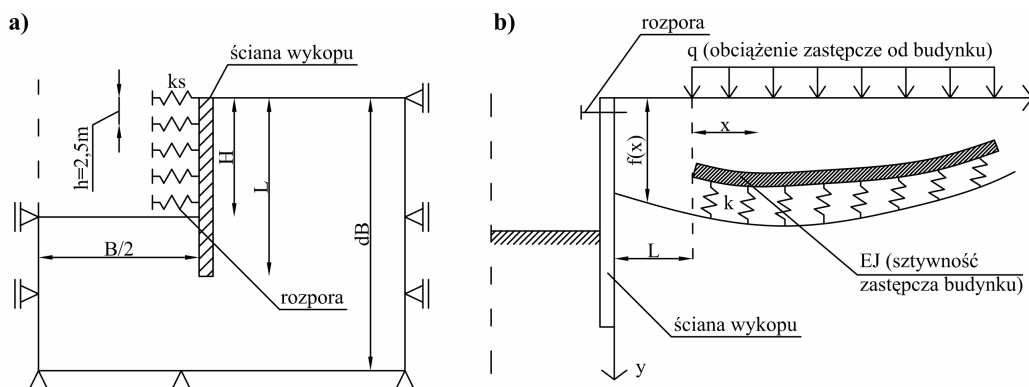 a)
ściana wykopu
ks
h=2,5m
H
L
dB
B/2
rozpora
b)
rozpora
q (obciążenie zastępcze od budynku)
x
f(x)
k
L
EJ (sztywność
zastępcza budynku)
ściana wykopu
y